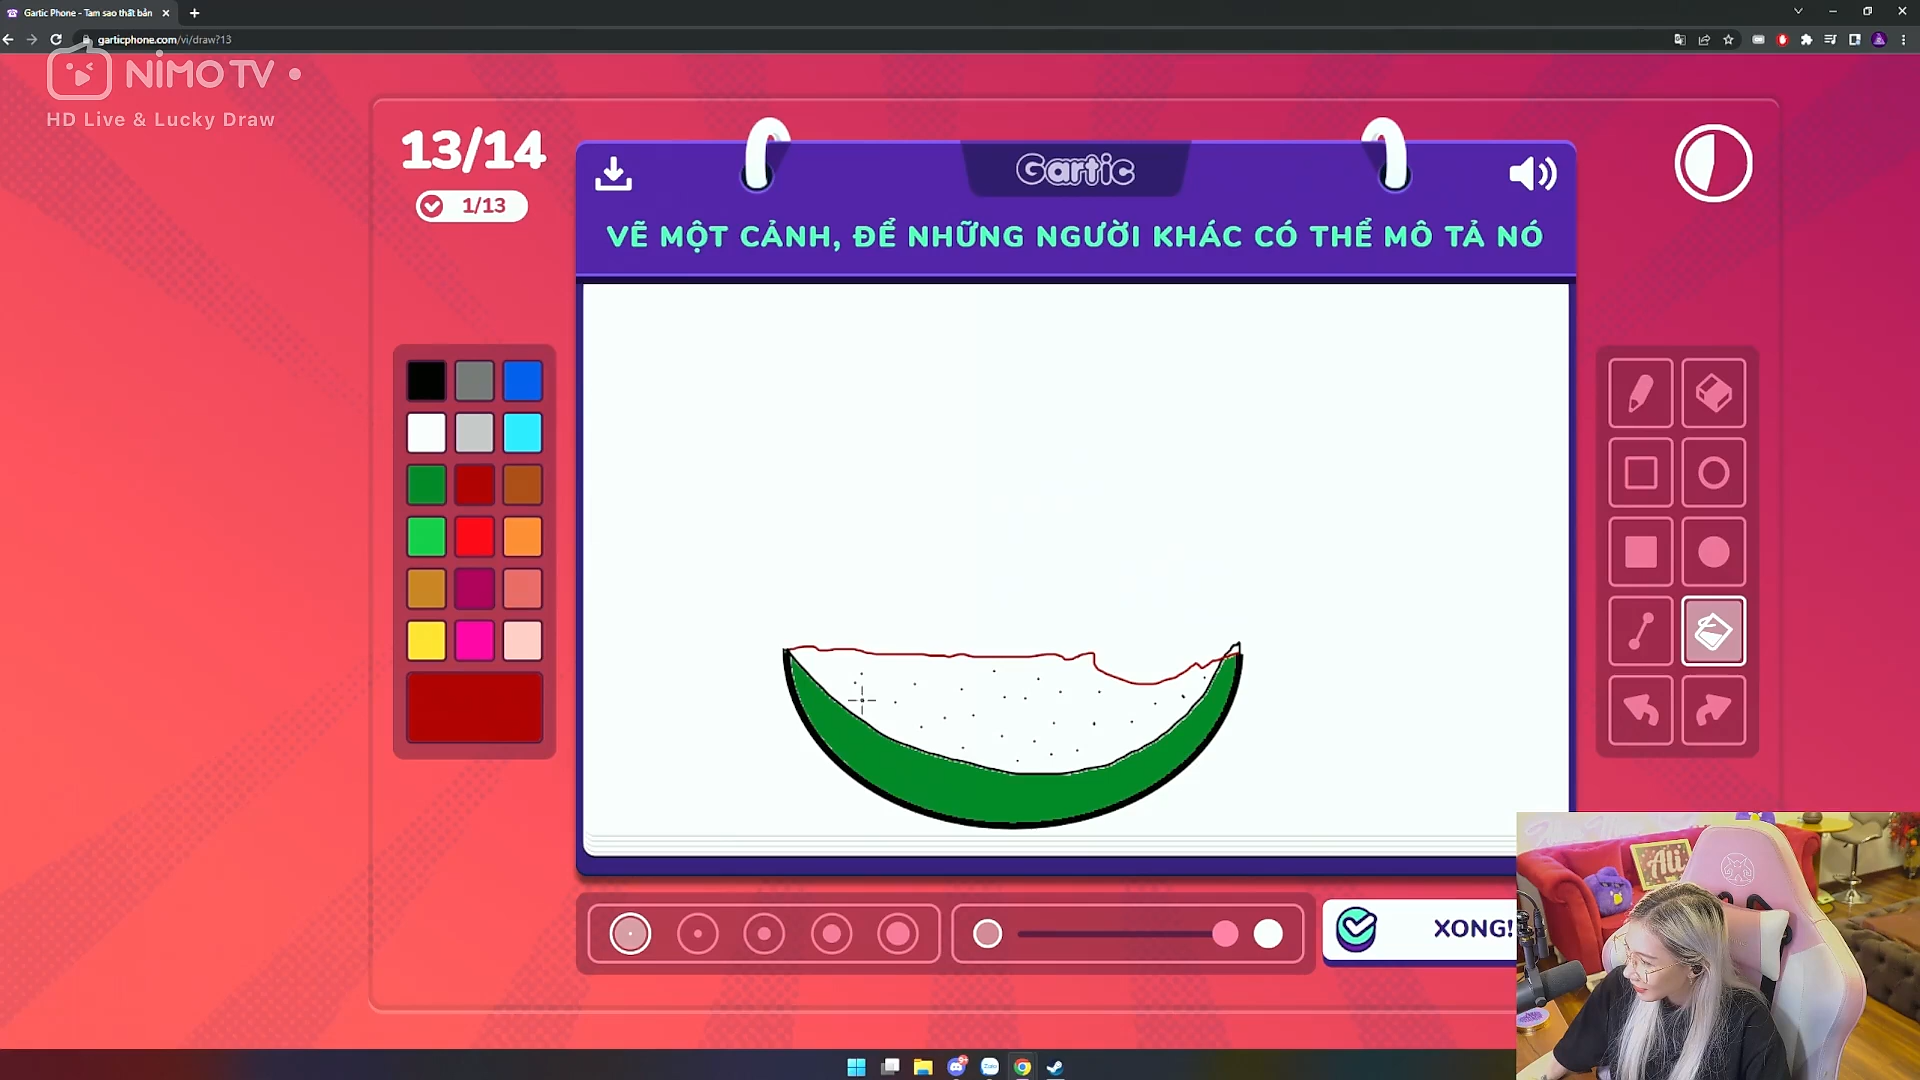 Gartic Phone - Tam sao thất bản
garticphone.com/vi/draw?13
NIMO TV
HD Live & Lucky Draw
13/14
1/13
Gartic
VẼ MỘT CẢNH, ĐỂ NHỮNG NGƯỜI KHÁC CÓ THỂ MÔ TẢ NÓ
XONG!
Ali
Zalo